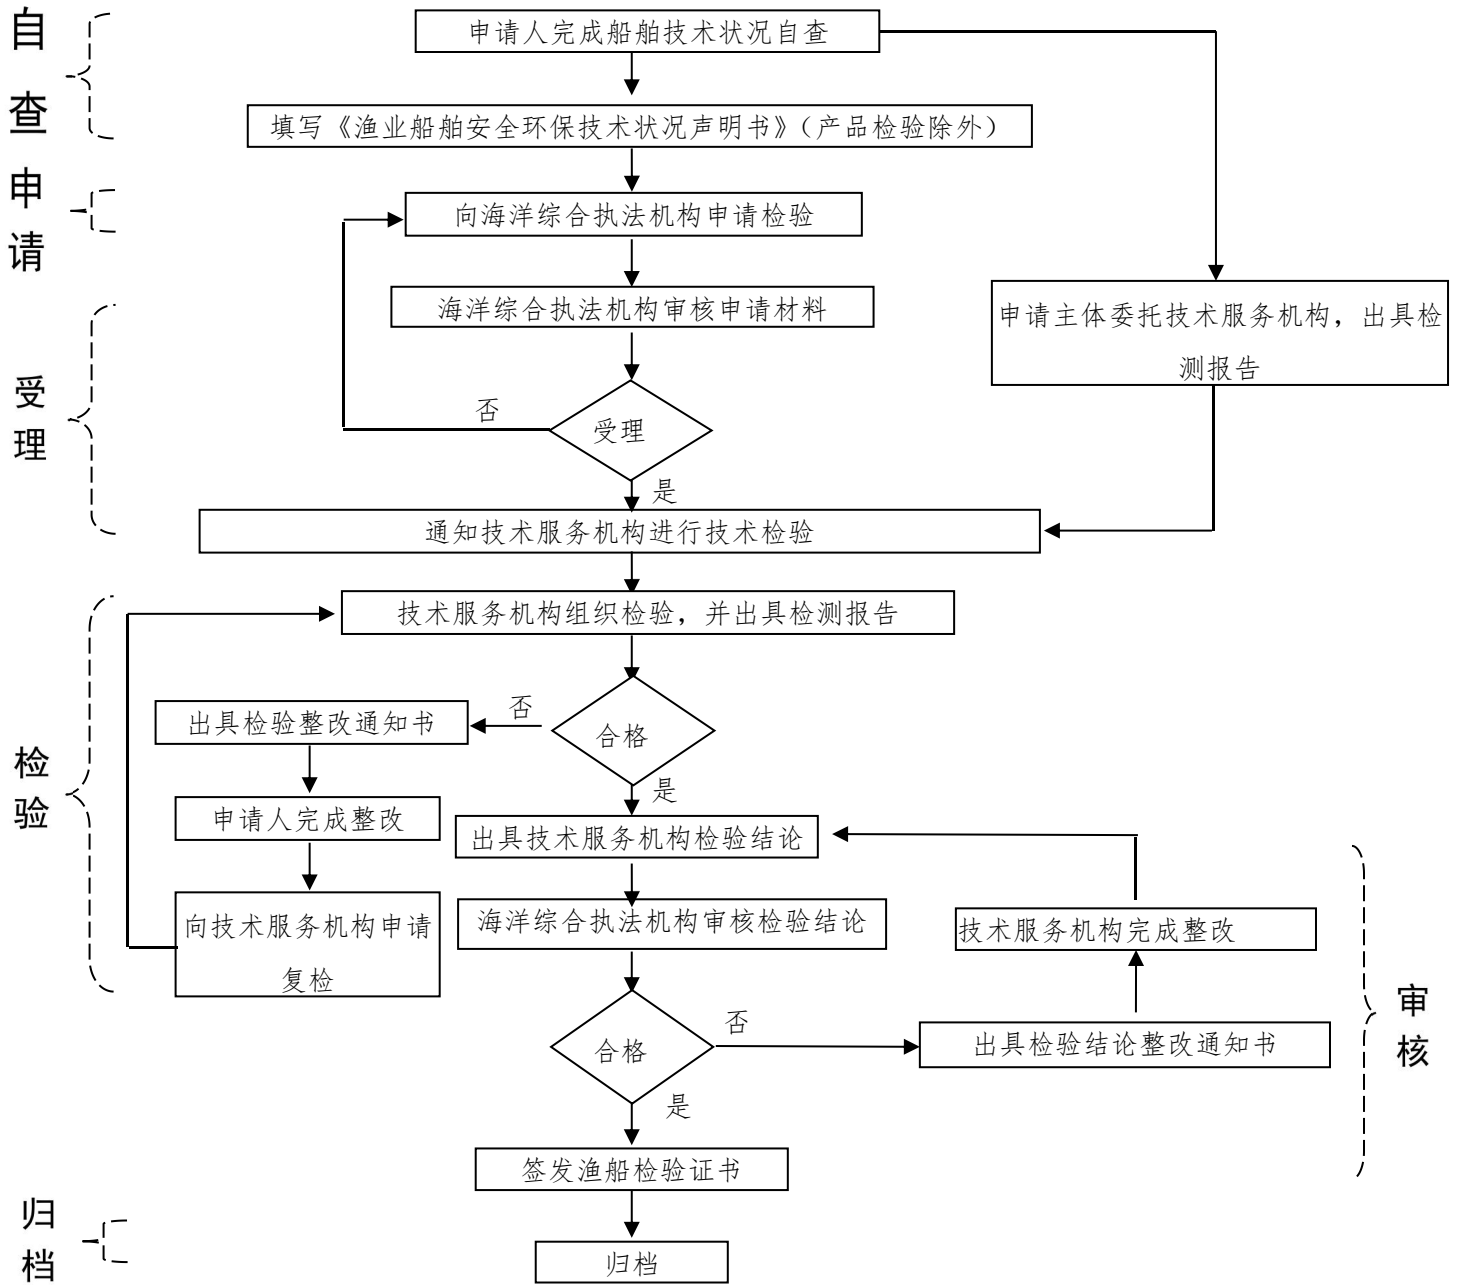 自查
申请人完成船舶技术状况自查
填写《渔业船舶安全环保技术状况声明书》（产品检验除外）
申请
向海洋综合执法机构申请检验
海洋综合执法机构审核申请材料
申请主体委托技术服务机构，出具检
测报告
受理
否
受理
是
通知技术服务机构进行技术检验
技术服务机构组织检验，并出具检测报告
检验
出具检验整改通知书
否
合格
是
申请人完成整改
出具技术服务机构检验结论
向技术服务机构申请
复检
海洋综合执法机构审核检验结论
技术服务机构完成整改
审核
合格
否
出具检验结论整改通知书
是
签发渔船检验证书
归档
归档